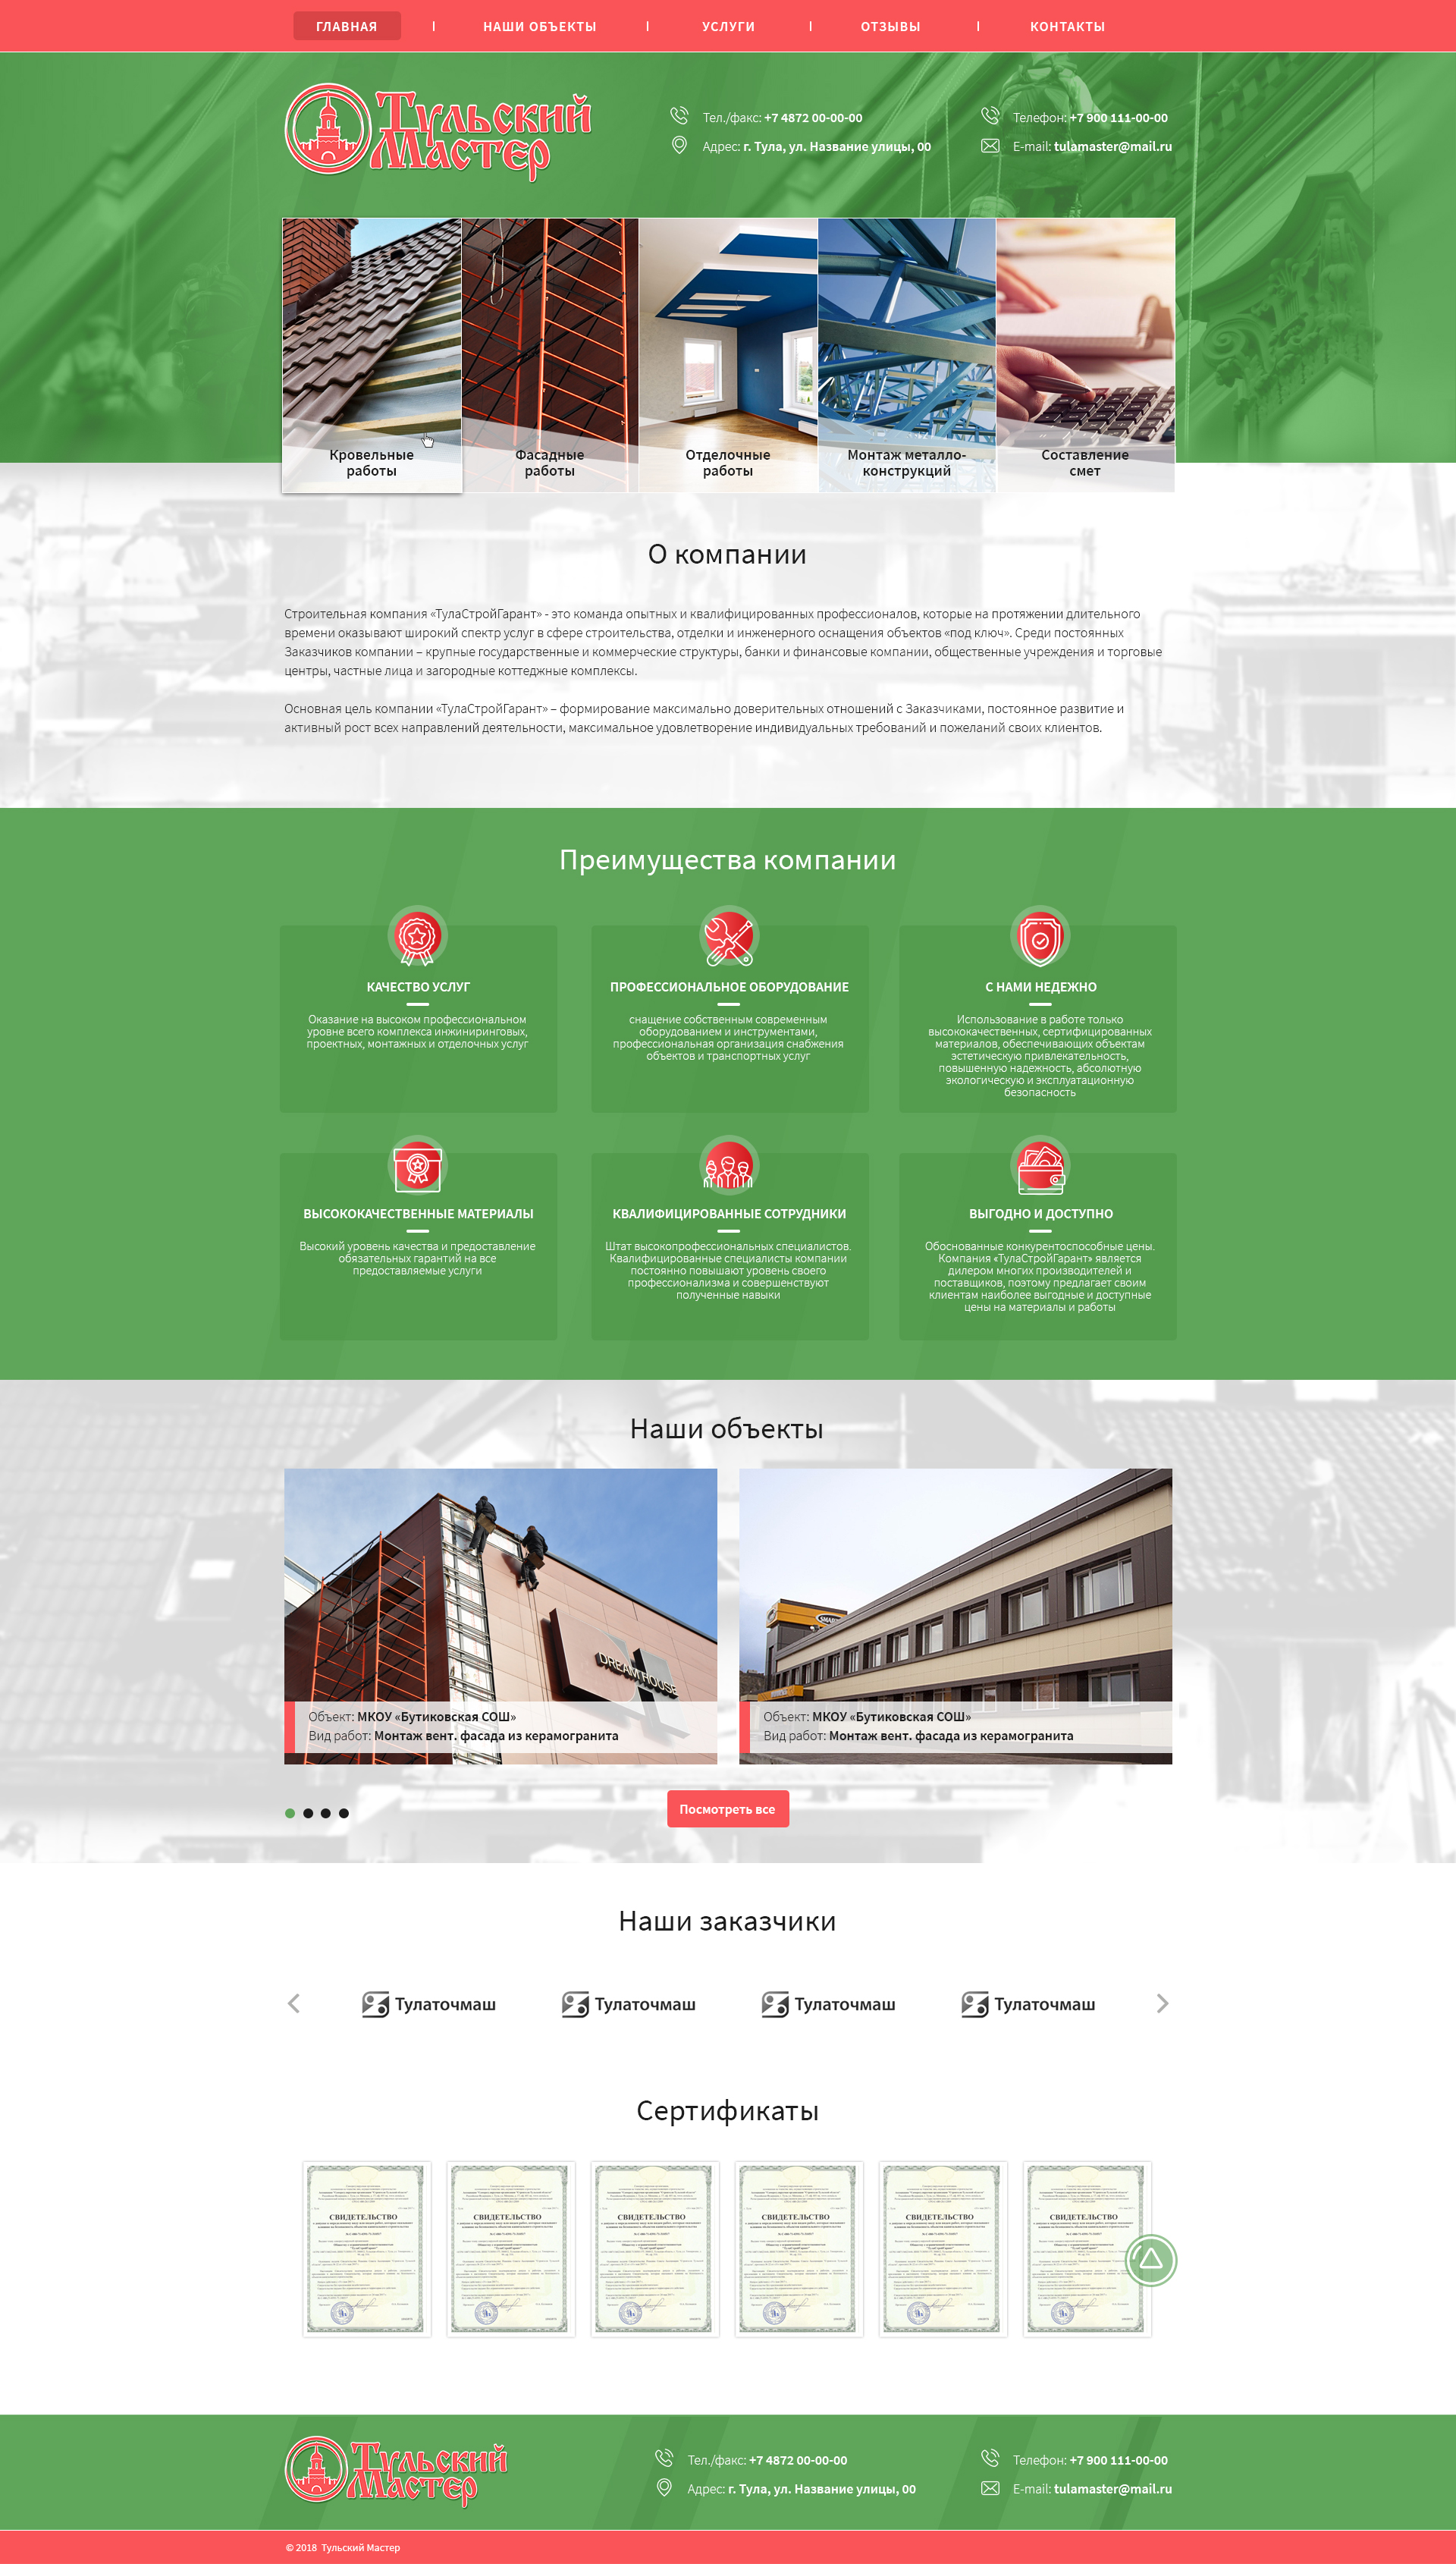 ГЛАВНАЯ
НАШИ ОБЪЕКТЫ
УСЛУГИ
ОТЗЫВЫ
КОНТАКТЫ
Тульский
Мастер
Тел./факс: +7 4872 00-00-00
Адрес: г. Тула, ул. Название улицы, 00
Телефон: +7 900 111-00-00
E-mail: tulamaster@mail.ru
Кровельные
работы
Фасадные
работы
Отделочные
работы
Монтаж металло-
конструкций
Составление
смет
О компании
Строительная компания «ТулаСтройГарант» - это команда опытных и квалифицированных профессионалов, которые на протяжении длительного
времени оказывают широкий спектр услуг в сфере строительства, отделки и инженерного оснащения объектов «под ключ». Среди постоянных
Заказчиков компании – крупные государственные и коммерческие структуры, банки и финансовые компании, общественные учреждения и торговые
центры, частные лица и загородные коттеджные комплексы.
Основная цель компании «ТулаСтройГарант» – формирование максимально доверительных отношений с Заказчиками, постоянное развитие и
активный рост всех направлений деятельности, максимальное удовлетворение индивидуальных требований и пожеланий своих клиентов.
Преимущества компании
КАЧЕСТВО УСЛУГ
Оказание на высоком профессиональном
уровне всего комплекса инжиниринговых,
проектных, монтажных и отделочных услуг
ПРОФЕССИОНАЛЬНОЕ ОБОРУДОВАНИЕ
снащение собственным современным
оборудованием и инструментами,
профессиональная организация снабжения
объектов и транспортных услуг
С НАМИ НЕДЕЖНО
Использование в работе только
высококачественных, сертифицированных
материалов, обеспечивающих объектам
эстетическую привлекательность,
повышенную надежность, абсолютную
экологическую и эксплуатационную
безопасность
ВЫСОКОКАЧЕСТВЕННЫЕ МАТЕРИАЛЫ
Высокий уровень качества и предоставление
обязательных гарантий на все
предоставляемые услуги
КВАЛИФИЦИРОВАННЫЕ СОТРУДНИКИ
Штат высокопрофессиональных специалистов.
Квалифицированные специалисты компании
постоянно повышают уровень своего
профессионализма и совершенствуют
полученные навыки
ВЫГОДНО И ДОСТУПНО
Обоснованные конкурентоспособные цены.
Компания «ТулаСтройГарант» является
дилером многих производителей и
поставщиков, поэтому предлагает своим
клиентам наиболее выгодные и доступные
цены на материалы и работы
Наши объекты
DREAM HOUSE
Объект: МКОУ «Бутиковская СОШ»
Вид работ: Монтаж вент. фасада из керамогранита
Объект: МКОУ «Бутиковская СОШ»
Вид работ: Монтаж вент. фасада из керамогранита
Посмотреть все
Наши заказчики
Тулаточмаш
Тулаточмаш
Тулаточмаш
Тулаточмаш
Сертификаты
СВИДЕТЕЛЬСТВО
СВИДЕТЕЛЬСТВО
СВИДЕТЕЛЬСТВО
СВИДЕТЕЛЬСТВО
СВИДЕТЕЛЬСТВО
СВИДЕТЕЛЬСТВО
Тульский
Мастер
Тел./факс: +7 4872 00-00-00
Адрес: г. Тула, ул. Название улицы, 00
Телефон: +7 900 111-00-00
E-mail: tulamaster@mail.ru
© 2018 Тульский Мастер